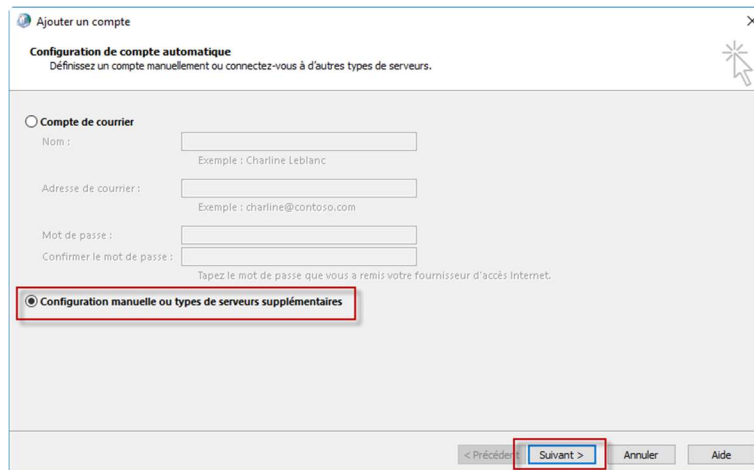 Ajouter un compte
Configuration de compte automatique
Définissez un compte manuellement ou connectez-vous à d'autres types de serveurs.
Compte de courrier
Nom :
Exemple : Charline Leblanc
Adresse de courrier :
Exemple : charline@contoso.com
Mot de passe :
Confirmer le mot de passe :
Tapez le mot de passe que vous a remis votre fournisseur d'accès Internet.
Configuration manuelle ou types de serveurs supplémentaires
< Précédent Suivant > Annuler Aide